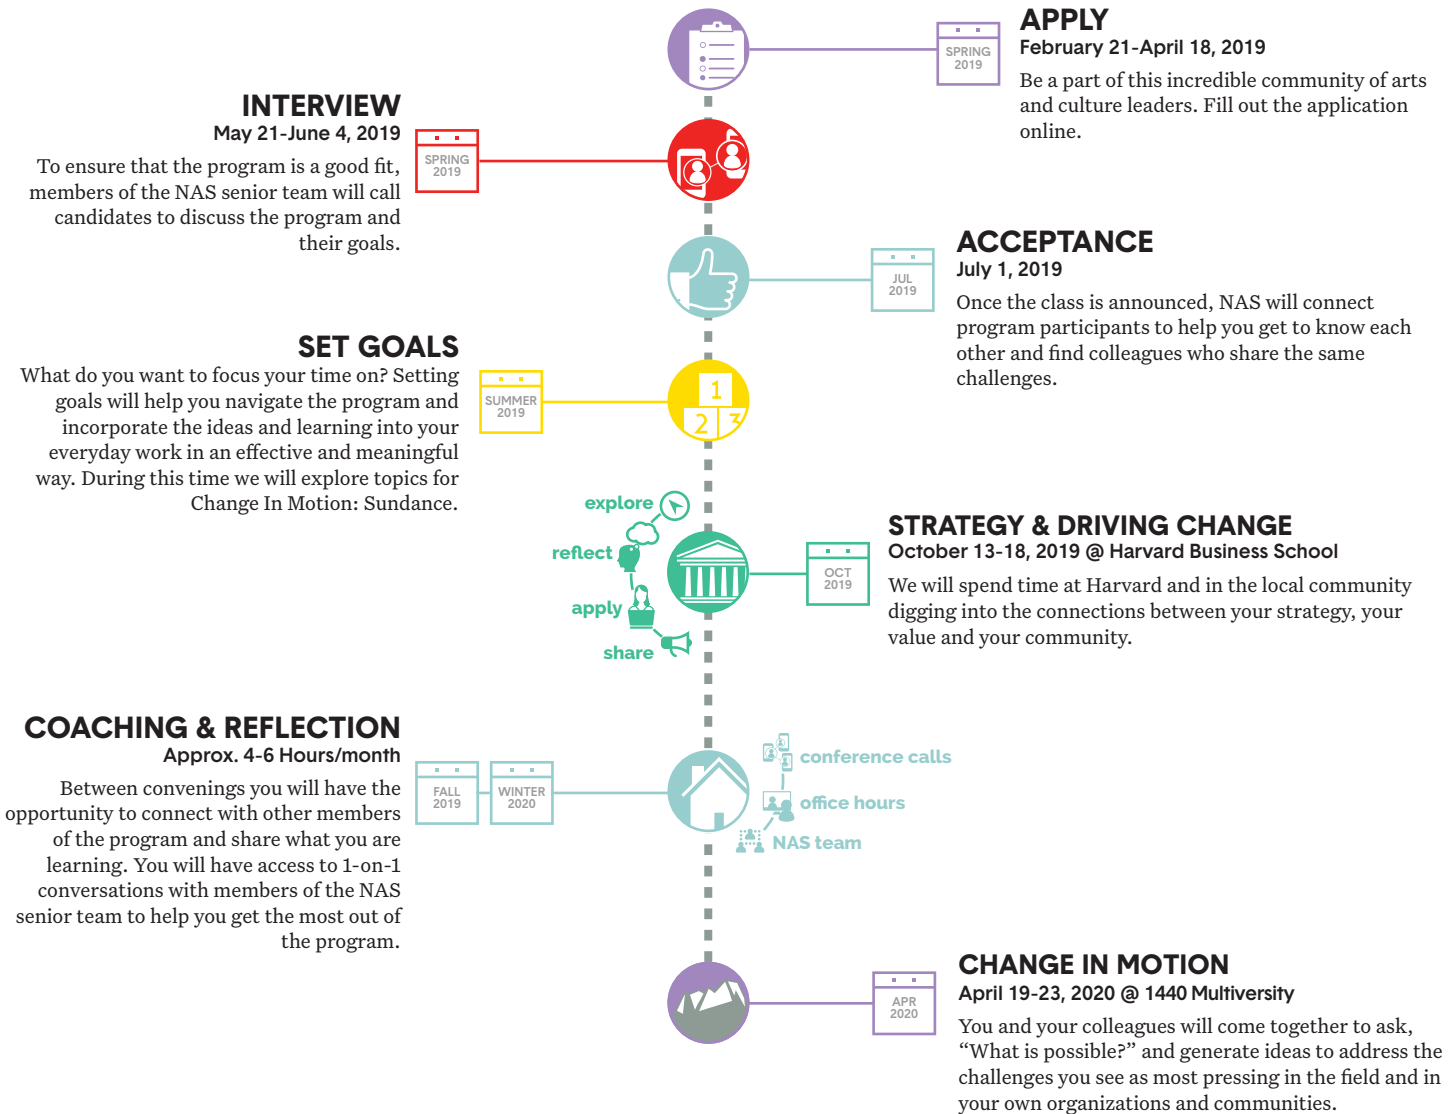 APPLY
February 21-April 18, 2019
SPRING
2019
Be a part of this incredible community of arts
and culture leaders. Fill out the application
online.
INTERVIEW
May 21-June 4, 2019
SPRING
2019
To ensure that the program is a good fit,
members of the NAS senior team will call
candidates to discuss the program and
their goals.
ACCEPTANCE
July 1, 2019
JUL
2019
Once the class is announced, NAS will connect
program participants to help you get to know each
other and find colleagues who share the same
challenges.
SET GOALS
What do you want to focus your time on? Setting
goals will help you navigate the program and
incorporate the ideas and learning into your
everyday work in an effective and meaningful
way. During this time we will explore topics for
Change In Motion: Sundance.
SUMMER
2019
1
2 3
explore
reflect
apply
share
STRATEGY & DRIVING CHANGE
October 13-18, 2019 @ Harvard Business School
OCT
2019
We will spend time at Harvard and in the local community
digging into the connections between your strategy, your
value and your community.
COACHING & REFLECTION
Approx. 4-6 Hours/month
Between convenings you will have the
opportunity to connect with other members
of the program and share what you are
learning. You will have access to 1-on-1
conversations with members of the NAS
senior team to help you get the most out of
the program.
FALL
2019
WINTER
2020
conference calls
office hours
NAS team
CHANGE IN MOTION
April 19-23, 2020 @ 1440 Multiversity
APR
2020
You and your colleagues will come together to ask,
“What is possible?” and generate ideas to address the
challenges you see as most pressing in the field and in
your own organizations and communities.